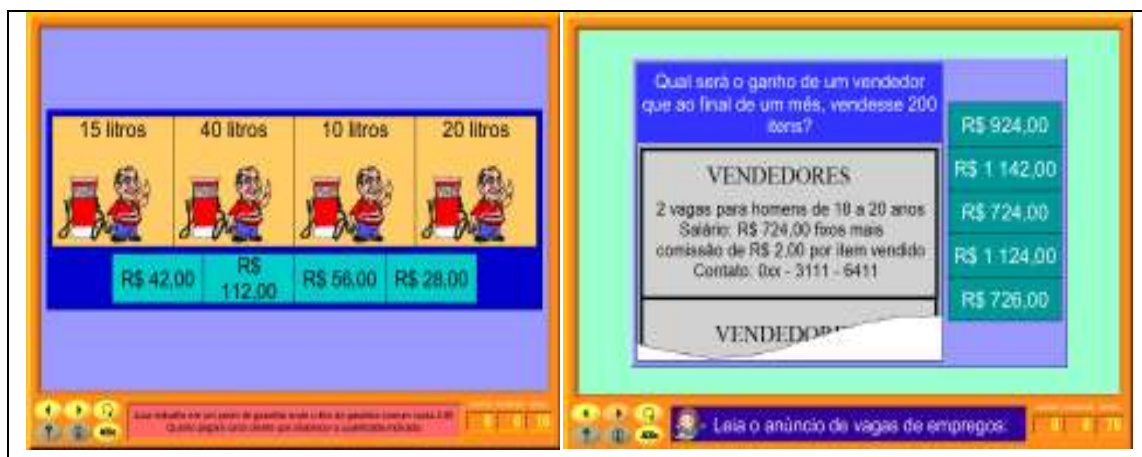 15 litros
40 litros
10 litros
20 litros
R$ 42,00
R$
112,00
R$ 56,00
R$ 28,00
Qual será o ganho de um vendedor
que ao final de um mês, vendesse 200
itens?
VENDEDORES
2 vagas para homens de 18 a 20 anos
Salário: R$ 724,00 fixos mais
comissão de R$ 2,00 por item vendido
Contato: 0xx - 3111 - 6411
VENDEDOR
R$ 924,00
R$ 1 142,00
R$ 724,00
R$ 1 124,00
R$ 726,00
Leia o anúncio de vagas de empregos.